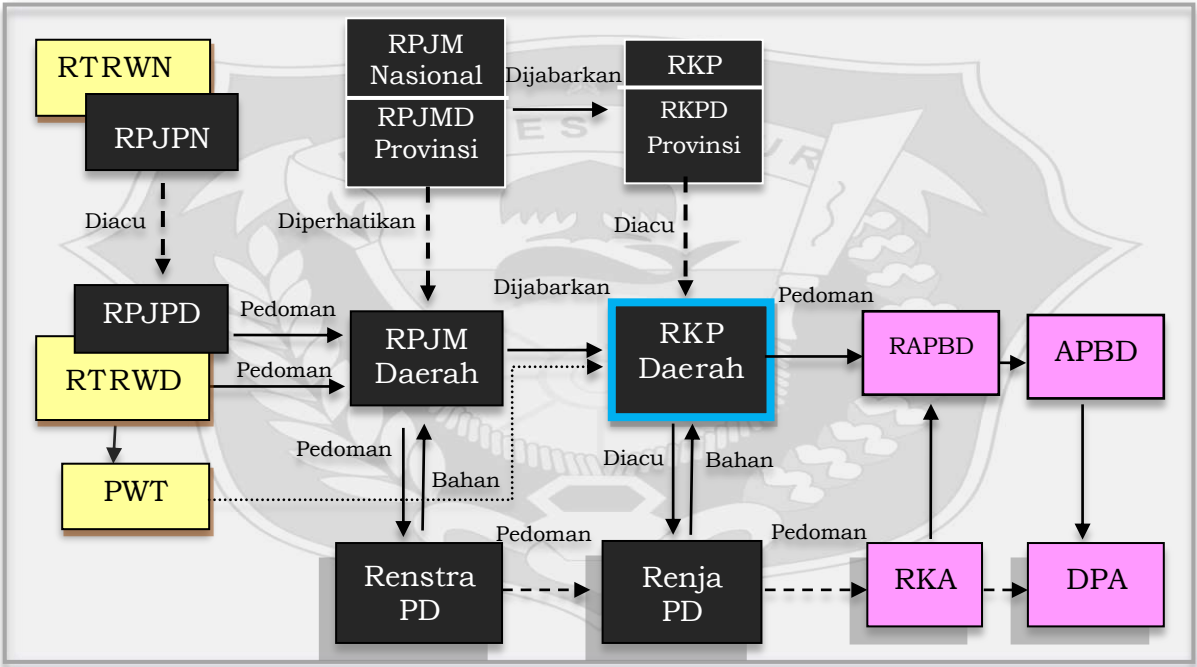 RTRWN
RPJPN
RPJM
Nasional
RPJMD
Provinsi
Dijabarkan
RKP
RKPD
Provinsi
Diacu
Diperhatikan
Diacu
RPJPD
RTRWD
PWT
Pedoman
Pedoman
RPJM
Daerah
Dijabarkan
RKP
Daerah
Pedoman
RAPBD
APBD
Pedoman
Bahan
Diacu
Bahan
Renstra
PD
Pedoman
Renja
PD
Pedoman
RKA
DPA